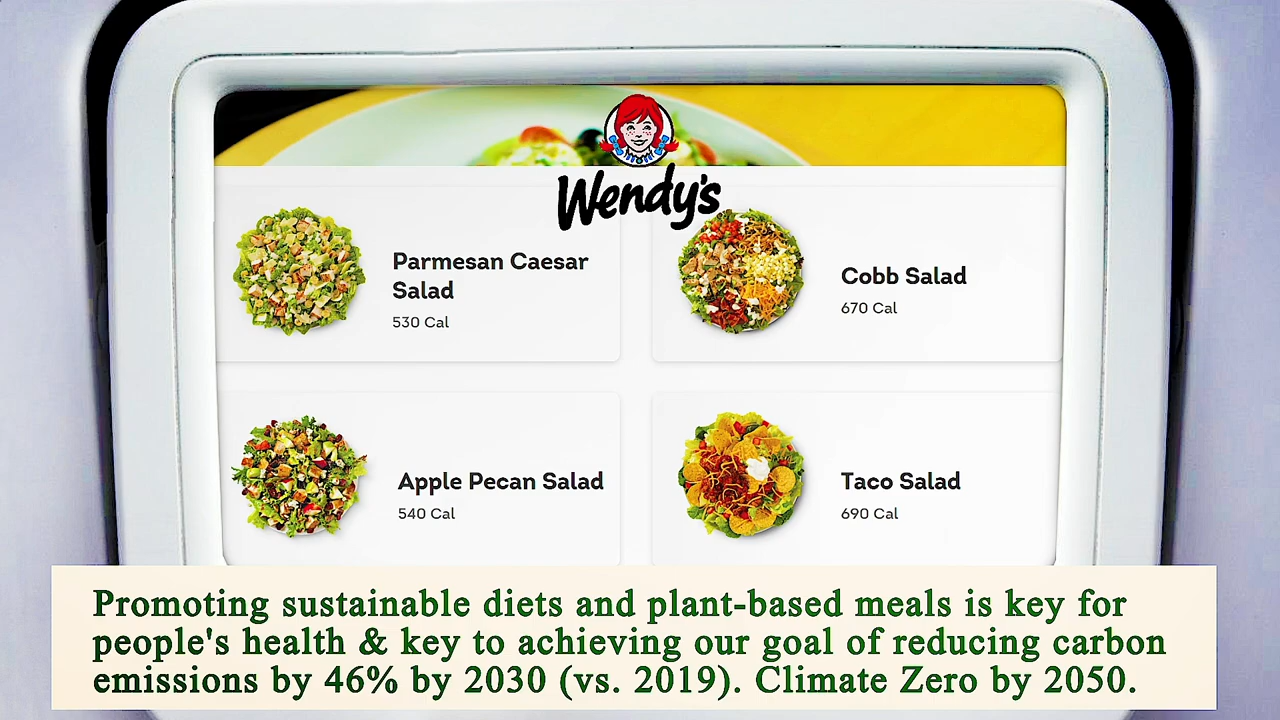 Wendy's
Parmesan Caesar
Salad
530 Cal
Cobb Salad
670 Cal
Apple Pecan Salad
540 Cal
Taco Salad
690 Cal
Promoting sustainable diets and plant-based meals is key for
people's health & key to achieving our goal of reducing carbon
emissions by 46% by 2030 (vs. 2019). Climate Zero by 2050.